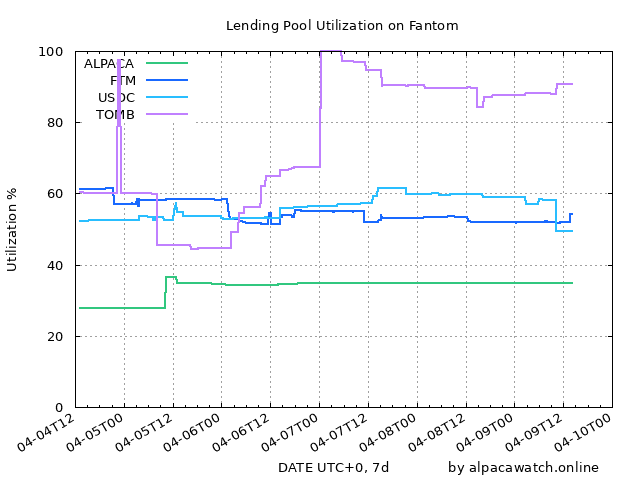 Lending Pool Utilization on Fantom
100
80
60
40
20
0
Utilization %
ALPACA
FTM
USDC
TOMB
04-04T12
04-05T00
04-05T12
04-06T00
04-06T12
04-07T00
04-07T12
04-08T00
04-08T12
04-09T00
04-09T12
04-10T00
DATE UTC+0, 7d
by alpacawatch.online